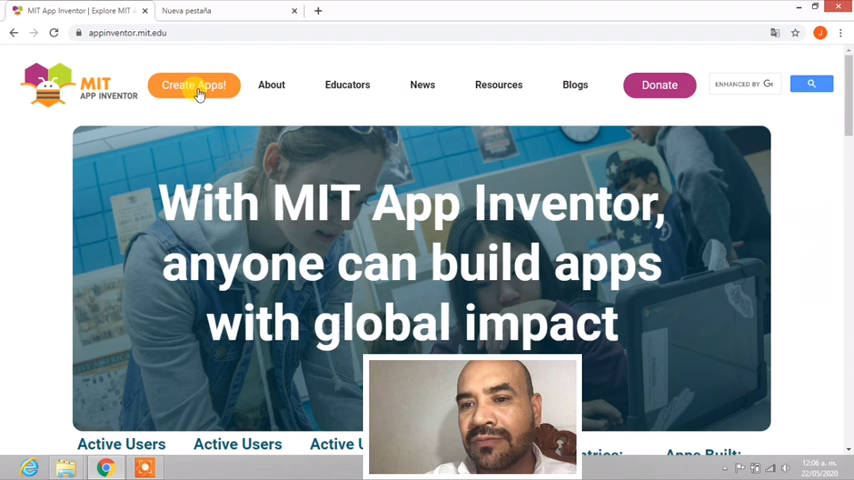 MIT App Inventor | Explore MIT
Nueva pestaña
appinventor.mit.edu
J
MIT
APP INVENTOR
Create Apps!
About
Educators
News
Resources
Blogs
Donate
ENHANCED BY G
With MIT App Inventor,
anyone can build apps
with global impact
Active Users
Active Users
Active U
Apps Built:
12:06 a. m.
22/05/2020